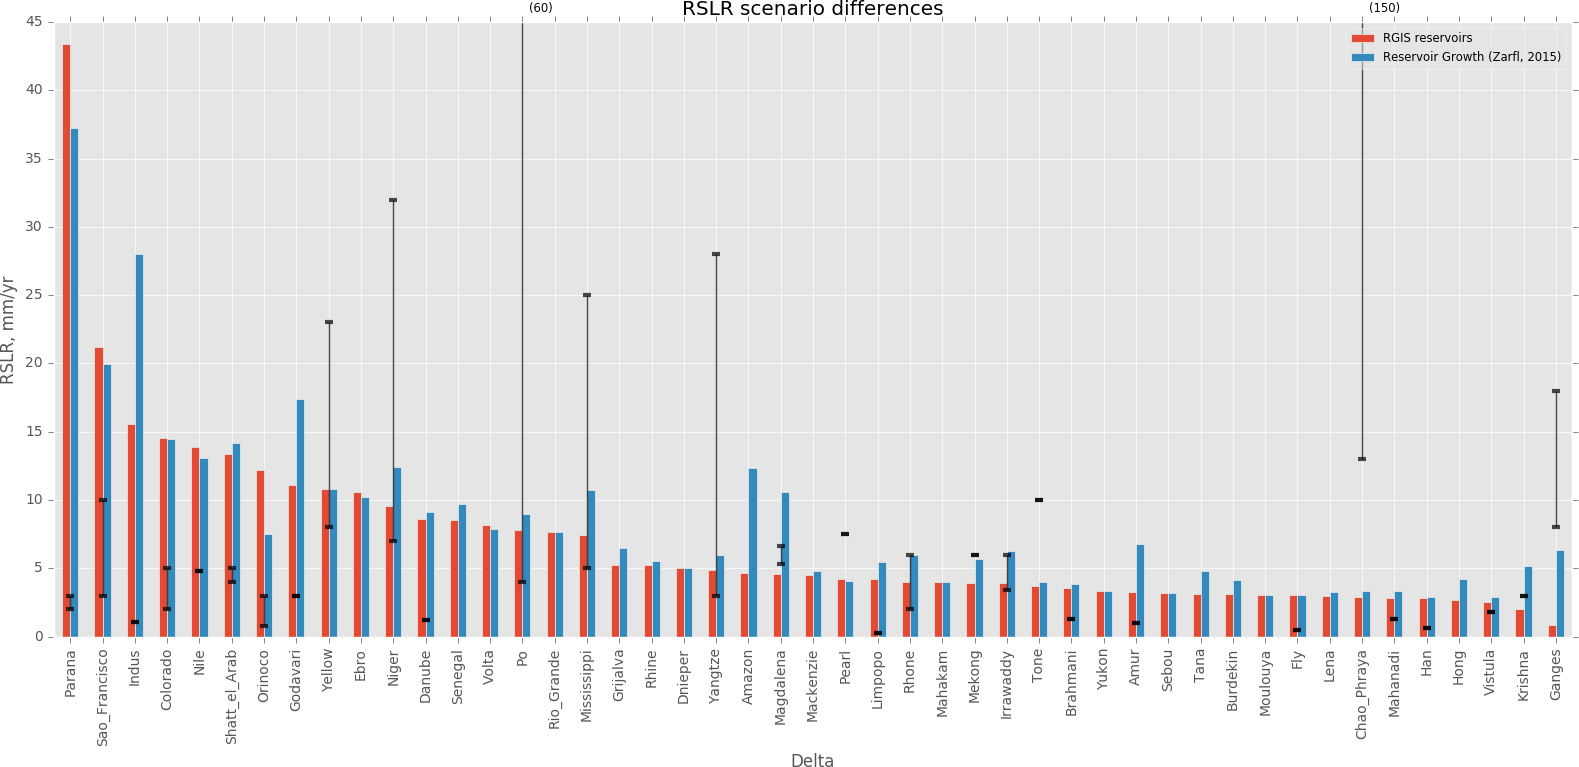 (60)
RSLR scenario differences
(150)
RGIS reservoirs
Reservoir Growth (Zarfl, 2015)
45
40
35
30
25
20
15
10
5
0
RSLR, mm/yr
Parana
Sao_Francisco
Indus
Colorado
Nile
Shatt_el_Arab
Orinoco
Godavari
Yellow
Ebro
Niger
Danube
Senegal
Volta
Po
Rio_Grande
Mississippi
Grijalva
Rhine
Dnieper
Yangtze
Amazon
Magdalena
Mackenzie
Pearl
Limpopo
Rhone
Mahakam
Mekong
Irrawaddy
Tone
Brahmani
Yukon
Amur
Sebou
Tana
Burdekin
Moulouya
Fly
Lena
Chao_Phraya
Mahanadi
Han
Hong
Vistula
Krishna
Ganges
Delta